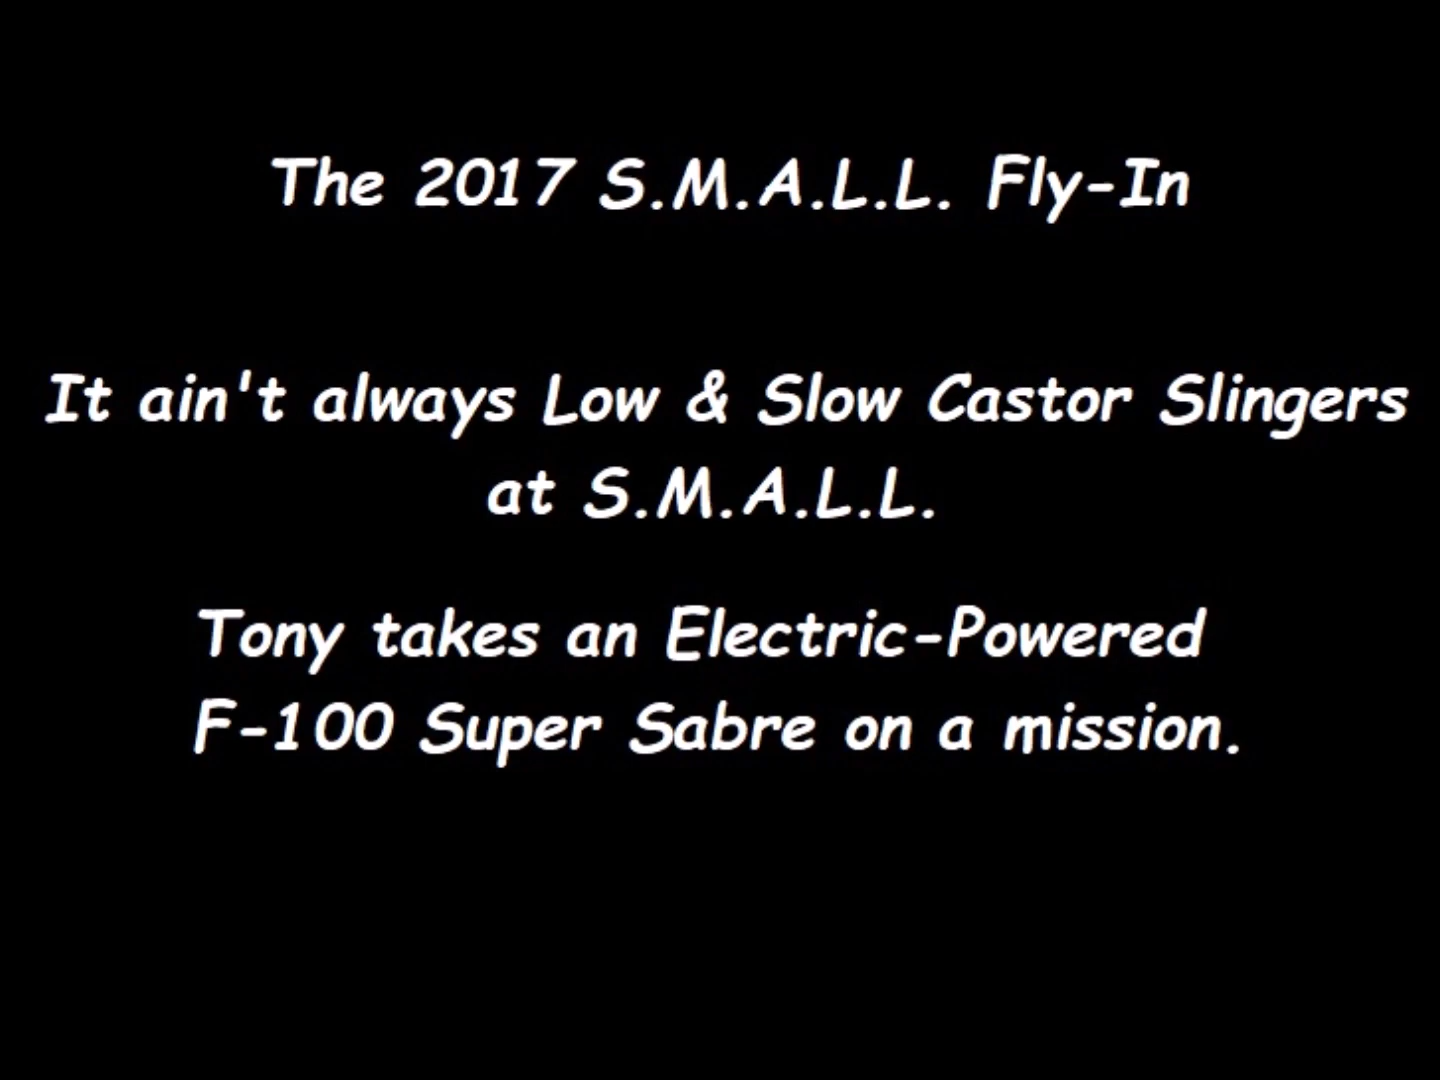 The 2017 S.M.A.L.L. Fly-In
It ain't always Low & Slow Castor Slingers
at S.M.A.L.L.
Tony takes an Electric-Powered
F-100 Super Sabre on a mission.